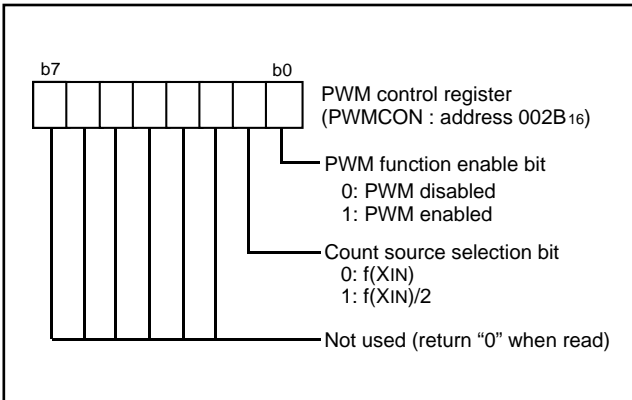 b7 b0
PWM control register
(PWMCON : address 002B16)
PWM function enable bit
0: PWM disabled
1: PWM enabled
Count source selection bit
0: f(XIN)
1: f(XIN)/2
Not used (return “0” when read)